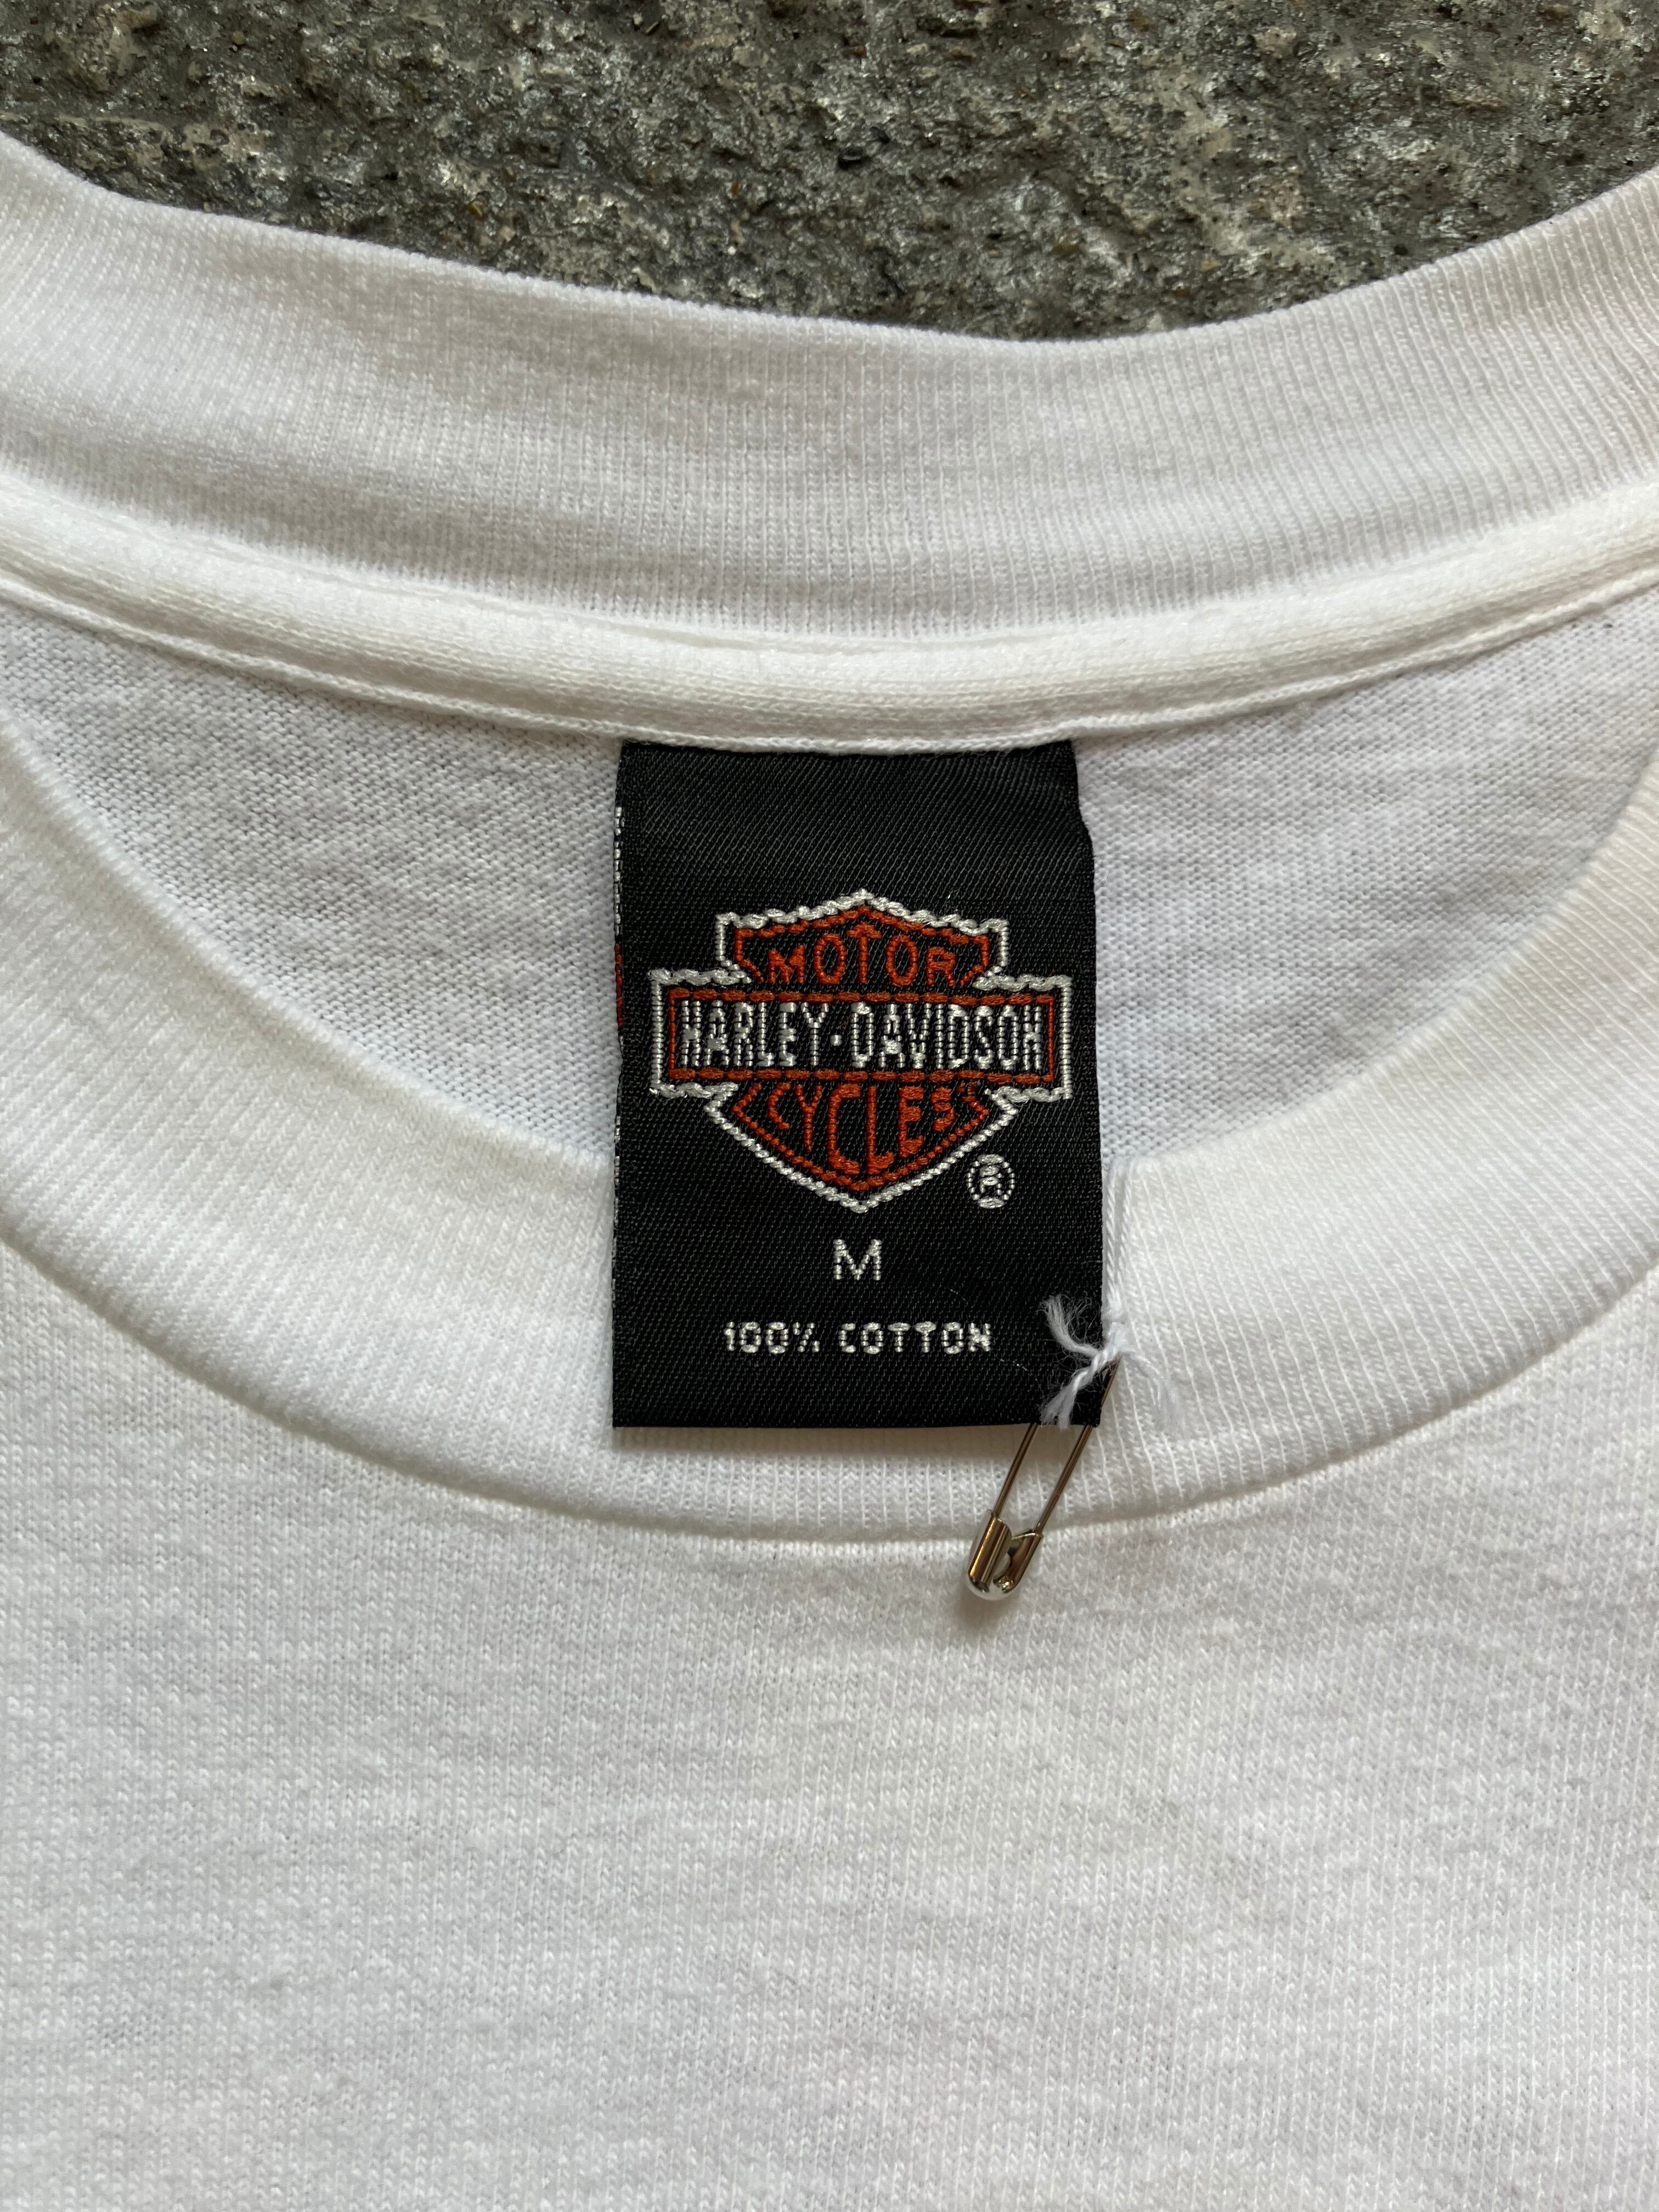 MOTOR
HARLEY-DAVIDSON
CYCLES
®
M
100% COTTON